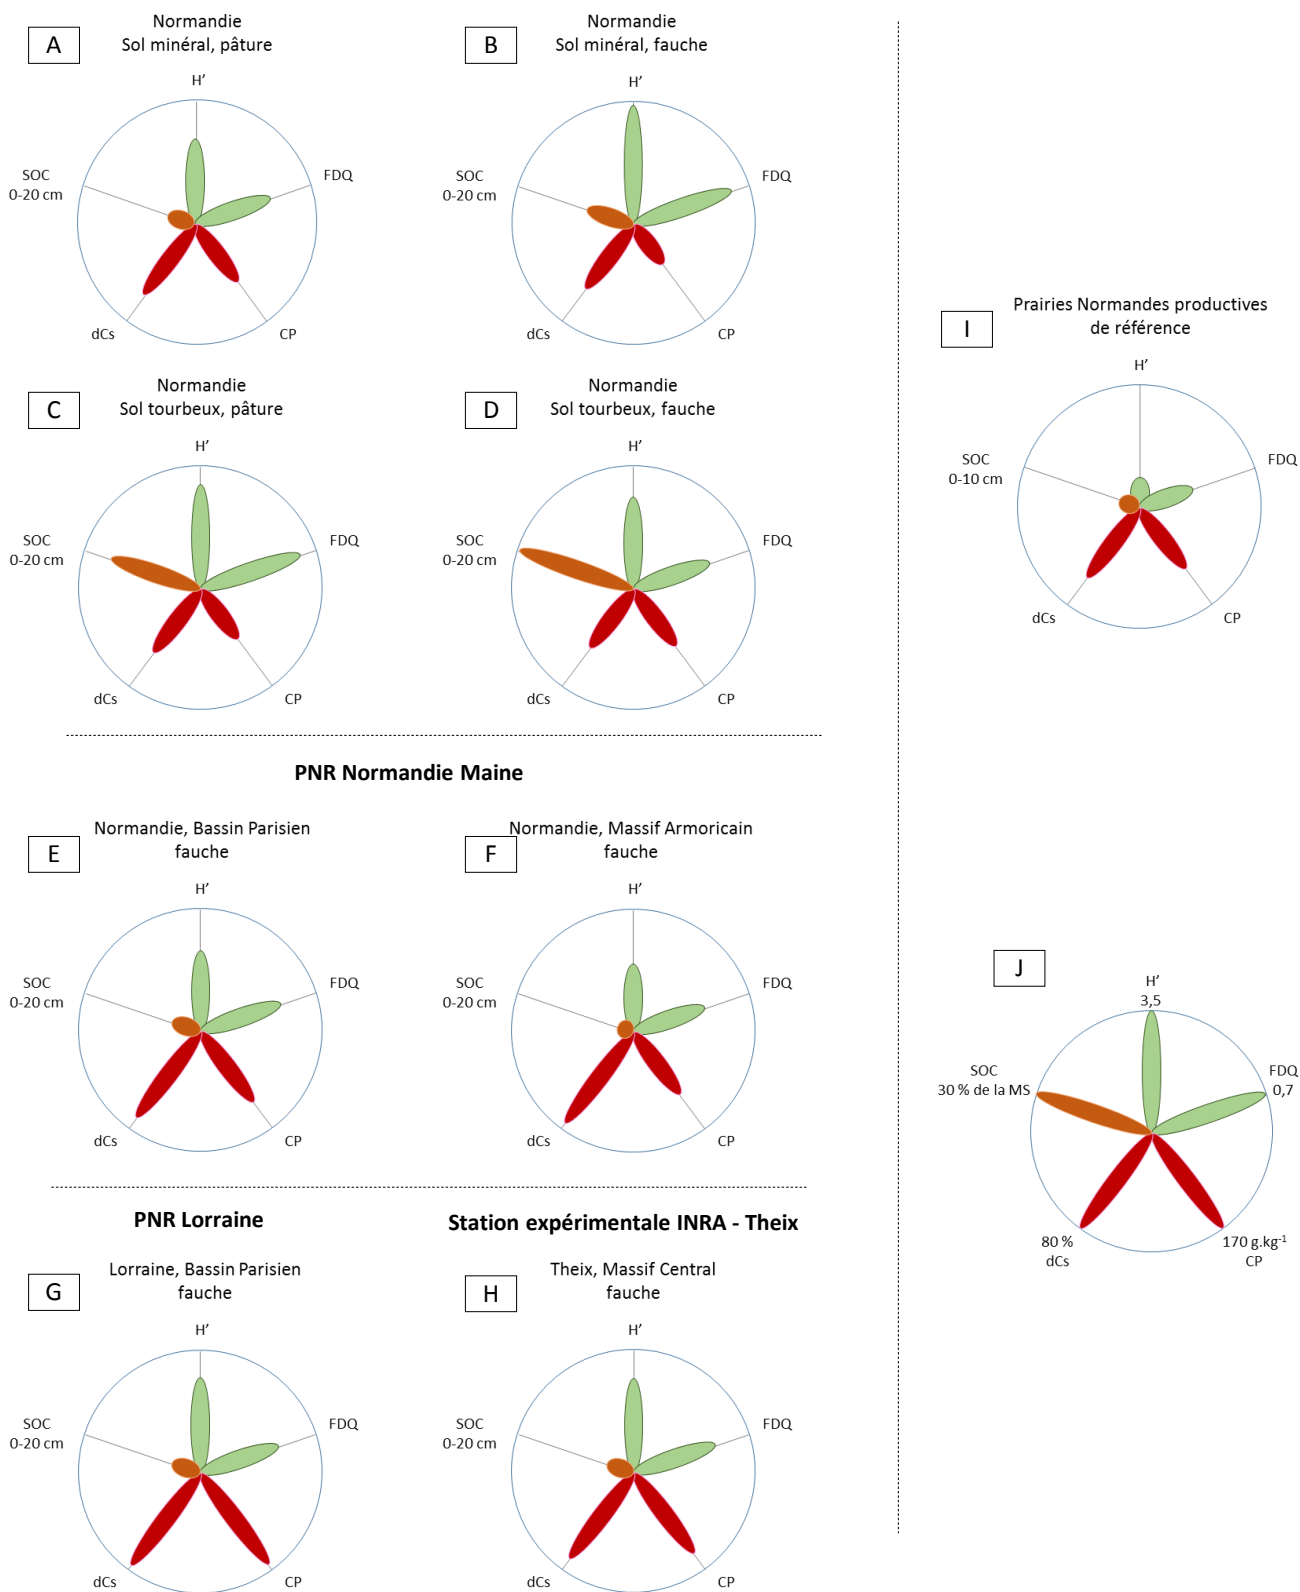 A
Normandie
Sol minéral, pâture
H’
FDQ
SOC
0-20 cm
dCs
CP
B
Normandie
Sol minéral, fauche
H’
FDQ
SOC
0-20 cm
dCs
CP
C
Normandie
Sol tourbeux, pâture
H’
FDQ
SOC
0-20 cm
dCs
CP
D
Normandie
Sol tourbeux, fauche
H’
FDQ
SOC
0-20 cm
dCs
CP
PNR Normandie Maine
E
Normandie, Bassin Parisien
fauche
H’
FDQ
SOC
0-20 cm
dCs
CP
F
Normandie, Massif Armoricain
fauche
H’
FDQ
SOC
0-20 cm
dCs
CP
PNR Lorraine
G
Lorraine, Bassin Parisien
fauche
H’
FDQ
SOC
0-20 cm
dCs
CP
Station expérimentale INRA - Theix
H
Theix, Massif Central
fauche
H’
FDQ
SOC
0-20 cm
dCs
CP
I
Prairies Normandes productives
de référence
H’
FDQ
SOC
0-10 cm
dCs
CP
J
H’
3,5
FDQ
0,7
SOC
30 % de la MS
80 %
dCs
170 g.kg⁻¹
CP